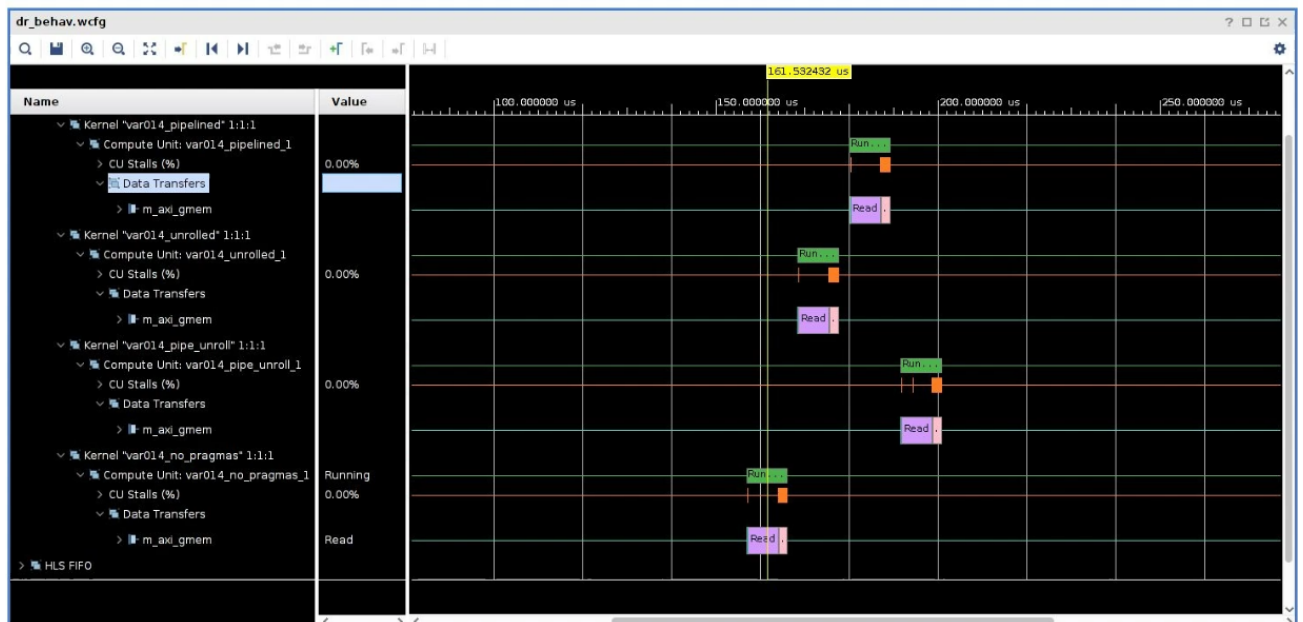 dr_behav.wcfg
161.532432 us
Name Value 100.000000 us 150.000000 us 200.000000 us 250.000000 us
Kernel "var014_pipelined" 1:1:1
Compute Unit: var014_pipelined_1 Run...
CU Stalls (%) 0.00%
Data Transfers
m_axi_gmem Read .
Kernel "var014_unrolled" 1:1:1
Compute Unit: var014_unrolled_1 Run...
CU Stalls (%) 0.00%
Data Transfers
m_axi_gmem Read .
Kernel "var014_pipe_unroll" 1:1:1
Compute Unit: var014_pipe_unroll_1 Run...
CU Stalls (%) 0.00%
Data Transfers
m_axi_gmem Read .
Kernel "var014_no_pragmas" 1:1:1
Compute Unit: var014_no_pragmas_1 Running Run...
CU Stalls (%) 0.00%
Data Transfers
m_axi_gmem Read Read .
HLS FIFO